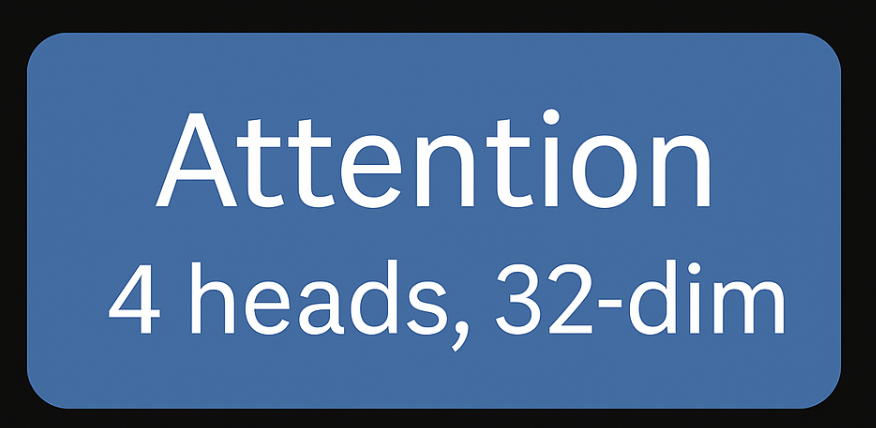 Attention
4 heads, 32-dim